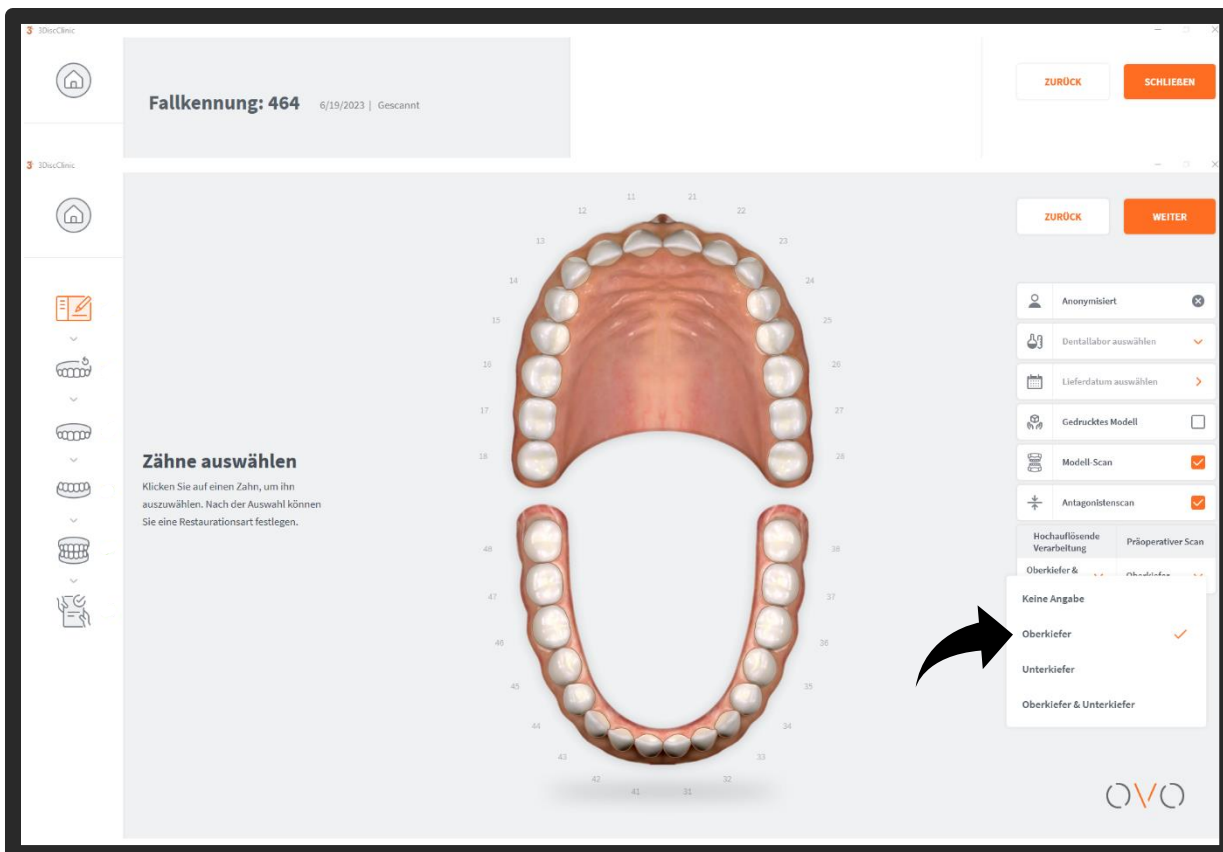 3DiscClinic
ZURÜCK
SCHLIEßEN
Fallkennung: 464 6/19/2023 | Gescannt
3DiscClinic
ZURÜCK
WEITER
11 21
12 22
13 23
14 24
15 25
16 26
17 27
18 28
48 38
47 37
46 36
45 35
44 34
43 33
42 32
41 31
Zähne auswählen
Klicken Sie auf einen Zahn, um ihn
auszuwählen. Nach der Auswahl können
Sie eine Restaurationsart festlegen.
Anonymisiert
Dentallabor auswählen
Lieferdatum auswählen
Gedrucktes Modell
Modell-Scan
Antagonistenscan
Hochauflösende
Verarbeitung
Präoperativer Scan
Oberkiefer &
Oberkiefer
Keine Angabe
Oberkiefer
Unterkiefer
Oberkiefer & Unterkiefer
OVO